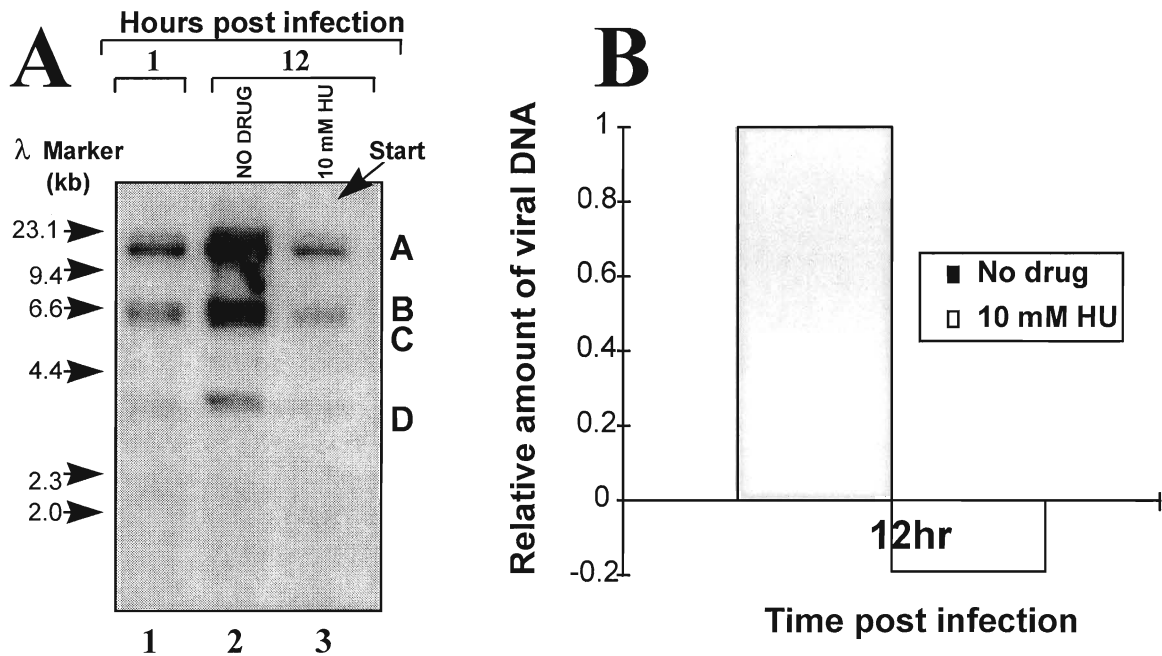 A
Hours post infection
1 12
NO DRUG
10 mM HU
λ Marker
(kb)
Start
23.1
9.4
6.6
4.4
2.3
2.0
A
B
C
D
1 2 3
B
Relative amount of viral DNA
1
0.8
0.6
0.4
0.2
0
-0.2
No drug
10 mM HU
12hr
Time post infection